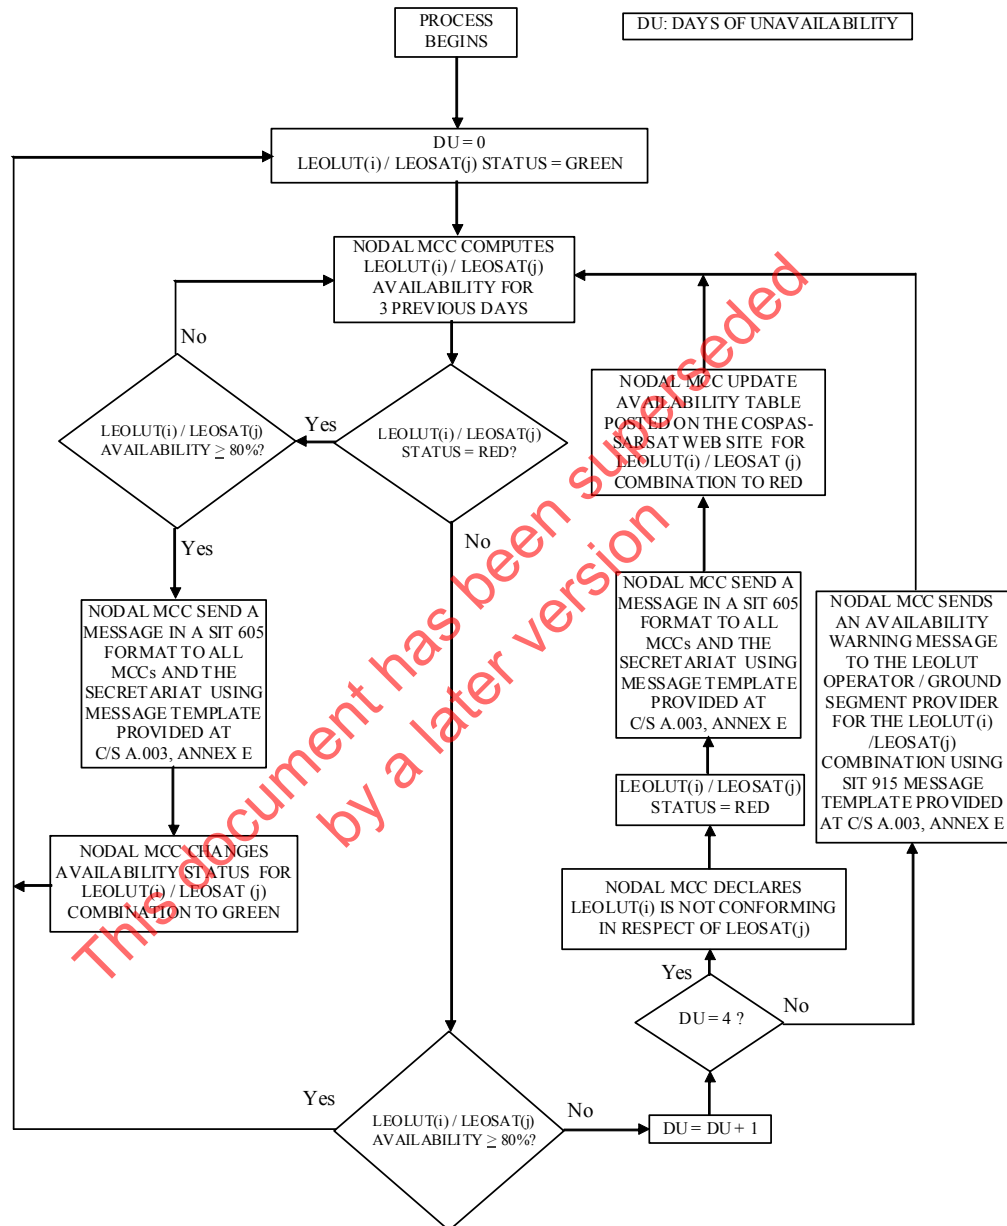 PROCESS
BEGINS
DU: DAYS OF UNAVAILABILITY
DU = 0
LEOLUT(i) / LEOSAT(j) STATUS = GREEN
NODAL MCC COMPUTES
LEOLUT(i) / LEOSAT(j)
AVAILABILITY FOR
3 PREVIOUS DAYS
No
LEOLUT(i) / LEOSAT(j)
AVAILABILITY ≥ 80%?
Yes
LEOLUT(i) / LEOSAT(j)
STATUS = RED?
No
Yes
NODAL MCC SEND A
MESSAGE IN A SIT 605
FORMAT TO ALL
MCCs AND THE
SECRETARIAT USING
MESSAGE TEMPLATE
PROVIDED AT
C/S A.003, ANNEX E
NODAL MCC CHANGES
AVAILABILITY STATUS FOR
LEOLUT(i) / LEOSAT (j)
COMBINATION TO GREEN
NODAL MCC UPDATE
AVAILABILITY TABLE
POSTED ON THE COSPAS-
SARSAT WEB SITE FOR
LEOLUT(i) / LEOSAT (j)
COMBINATION TO RED
NODAL MCC SEND A
MESSAGE IN A SIT 605
FORMAT TO ALL
MCCs AND THE
SECRETARIAT USING
MESSAGE TEMPLATE
PROVIDED AT
C/S A.003, ANNEX E
NODAL MCC SENDS
AN AVAILABILITY
WARNING MESSAGE
TO THE LEOLUT
OPERATOR / GROUND
SEGMENT PROVIDER
FOR THE LEOLUT(i)
/LEOSAT(j)
COMBINATION USING
SIT 915 MESSAGE
TEMPLATE PROVIDED
AT C/S A.003, ANNEX E
LEOLUT(i) / LEOSAT(j)
STATUS = RED
NODAL MCC DECLARES
LEOLUT(i) IS NOT CONFORMING
IN RESPECT OF LEOSAT(j)
Yes
DU = 4 ?
No
Yes
LEOLUT(i) / LEOSAT(j)
AVAILABILITY ≥ 80%?
No
DU = DU + 1
This document has been superseded
by a later version